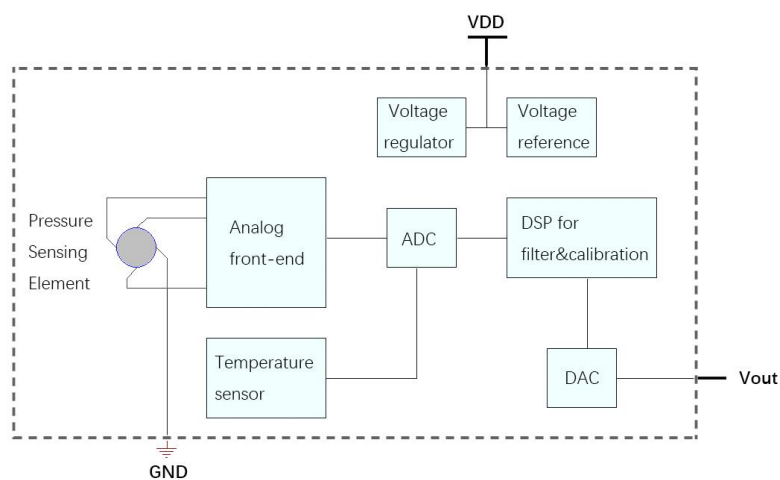 VDD
Voltage
regulator
Voltage
reference
Pressure
Sensing
Element
Analog
front-end
ADC
DSP for
filter&calibration
Temperature
sensor
DAC
Vout
GND